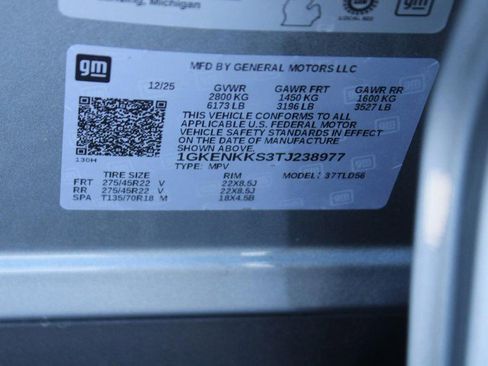 Lansing, Michigan
LOCAL 602
gm
MFD BY GENERAL MOTORS LLC
12/25 GVWR GAWR FRT GAWR RR
2800 KG 1450 KG 1600 KG
6173 LB 3196 LB 3527 LB
THIS VEHICLE CONFORMS TO ALL
APPLICABLE U.S. FEDERAL MOTOR
VEHICLE SAFETY STANDARDS IN EFFECT
ON THE DATE OF MANUFACTURE
SHOWN ABOVE.
1GKENKKS3TJ238977
130H TYPE: MPV
TIRE SIZE RIM MODEL: 37TLD56
FRT 275/45R22 V 22X8.5J
RR 275/45R22 V 22X8.5J
SPA T135/70R18 M 18X4.5B